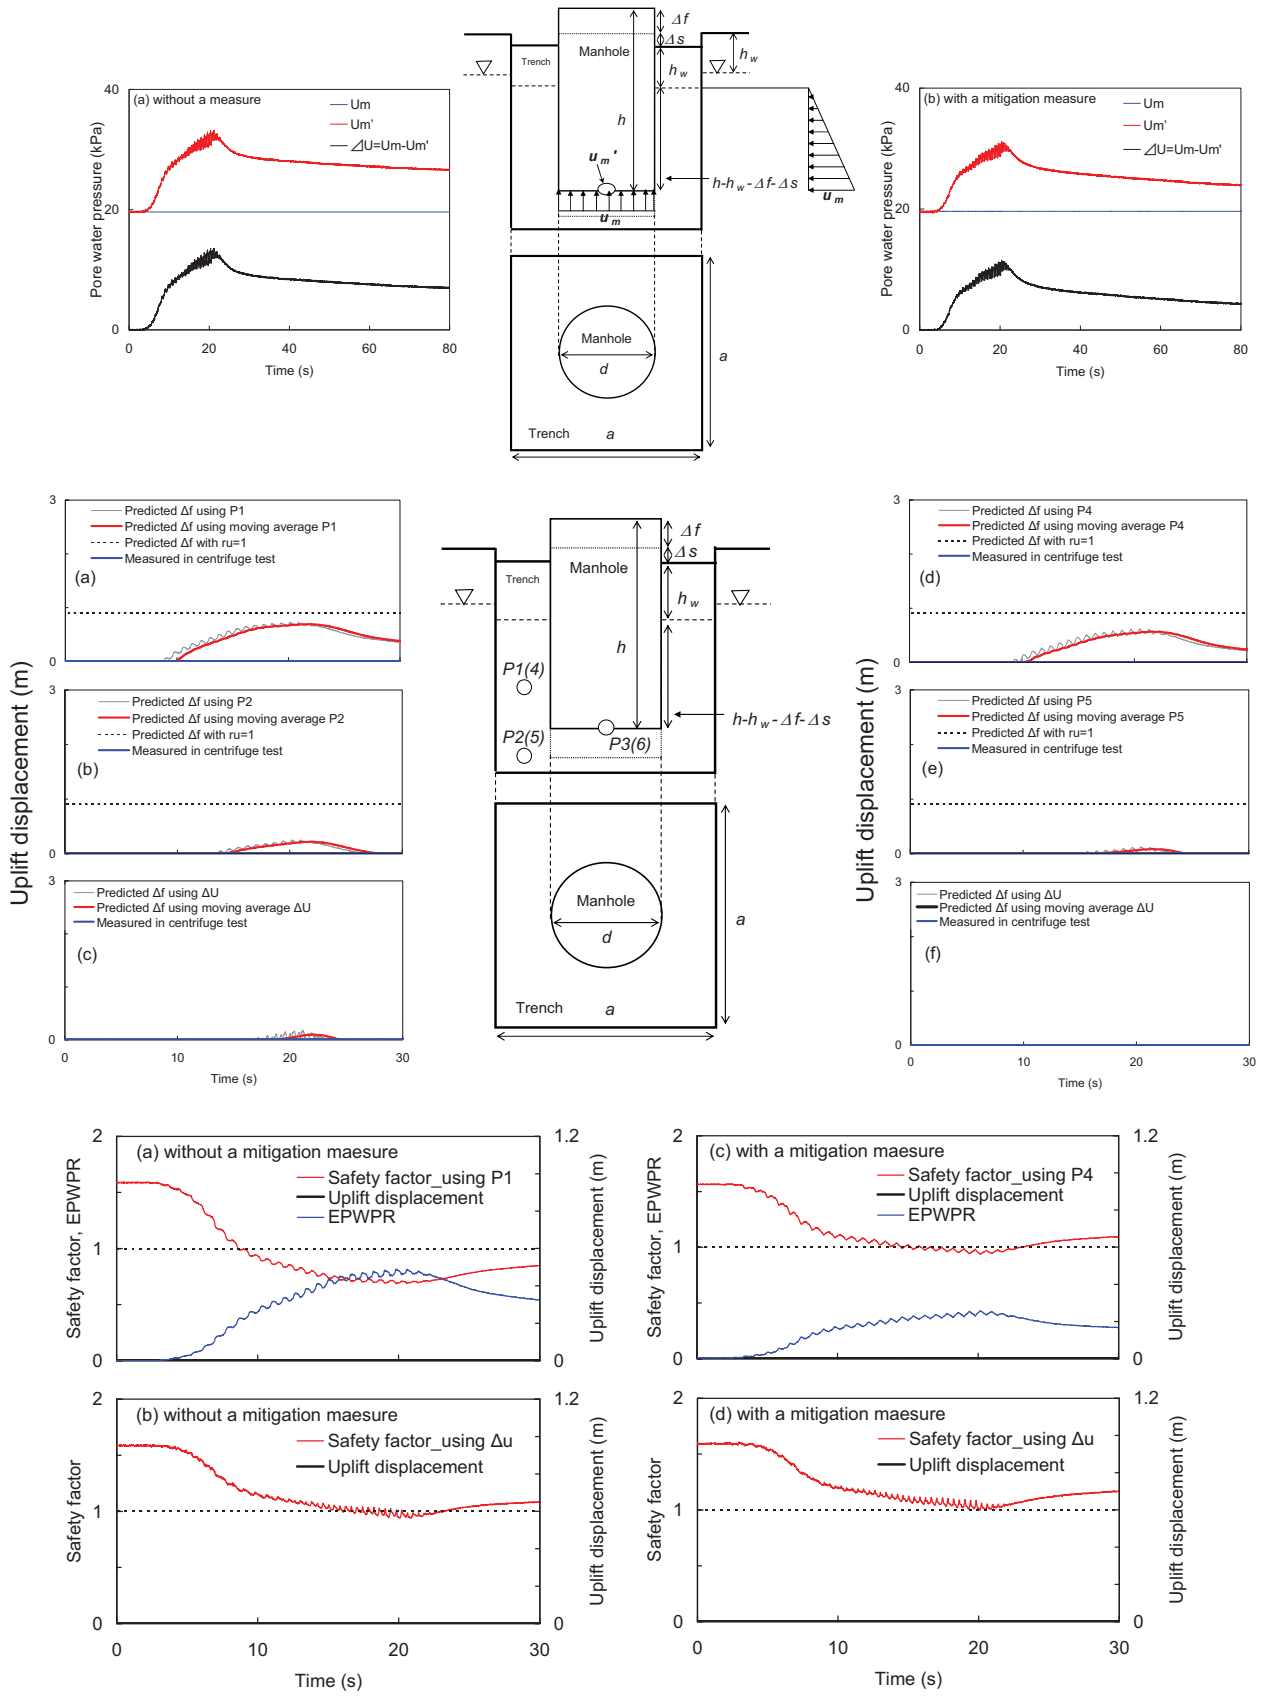 (a) without a measure
Um
Um'
⊿U=Um-Um'
Pore water pressure (kPa)
40
20
0
0
20
40
60
80
Time (s)
Δf
Δs
Manhole
Trench
h_w
h_w
h
u_m'
h-h_w-Δf-Δs
u_m
u_m
Manhole
d
a
Trench
a
(b) with a mitigation measure
Um
Um'
⊿U=Um-Um'
Pore water pressure (kPa)
40
20
0
0
20
40
60
80
Time (s)
Uplift displacement (m)
3
Predicted Δf using P1
Predicted Δf using moving average P1
Predicted Δf with ru=1
Measured in centrifuge test
(a)
0
3
Predicted Δf using P2
Predicted Δf using moving average P2
Predicted Δf with ru=1
Measured in centrifuge test
(b)
0
3
Predicted Δf using ΔU
Predicted Δf using moving average ΔU
Measured in centrifuge test
(c)
0
0
10
20
30
Time (s)
Δf
Δs
Manhole
Trench
h_w
h
P1(4)
P2(5)
P3(6)
h-h_w-Δf-Δs
Manhole
d
a
Trench
a
Uplift displacement (m)
3
Predicted Δf using P4
Predicted Δf using moving average P4
Predicted Δf with ru=1
Measured in centrifuge test
(d)
0
3
Predicted Δf using P5
Predicted Δf using moving average P5
Predicted Δf with ru=1
Measured in centrifuge test
(e)
0
3
Predicted Δf using ΔU
Predicted Δf using moving average ΔU
Measured in centrifuge test
(f)
0
0
10
20
30
Time (s)
(a) without a mitigation maesure
Safety factor_using P1
Uplift displacement
EPWPR
Safety factor, EPWPR
2
1
0
1.2
0
Uplift displacement (m)
(c) with a mitigation maesure
Safety factor_using P4
Uplift displacement
EPWPR
Safety factor, EPWPR
2
1
0
1.2
0
Uplift displacement (m)
(b) without a mitigation maesure
Safety factor_using Δu
Uplift displacement
Safety factor
2
1
0
1.2
0
Uplift displacement (m)
0
10
20
30
Time (s)
(d) with a mitigation maesure
Safety factor_using Δu
Uplift displacement
Safety factor
2
1
0
1.2
0
Uplift displacement (m)
0
10
20
30
Time (s)